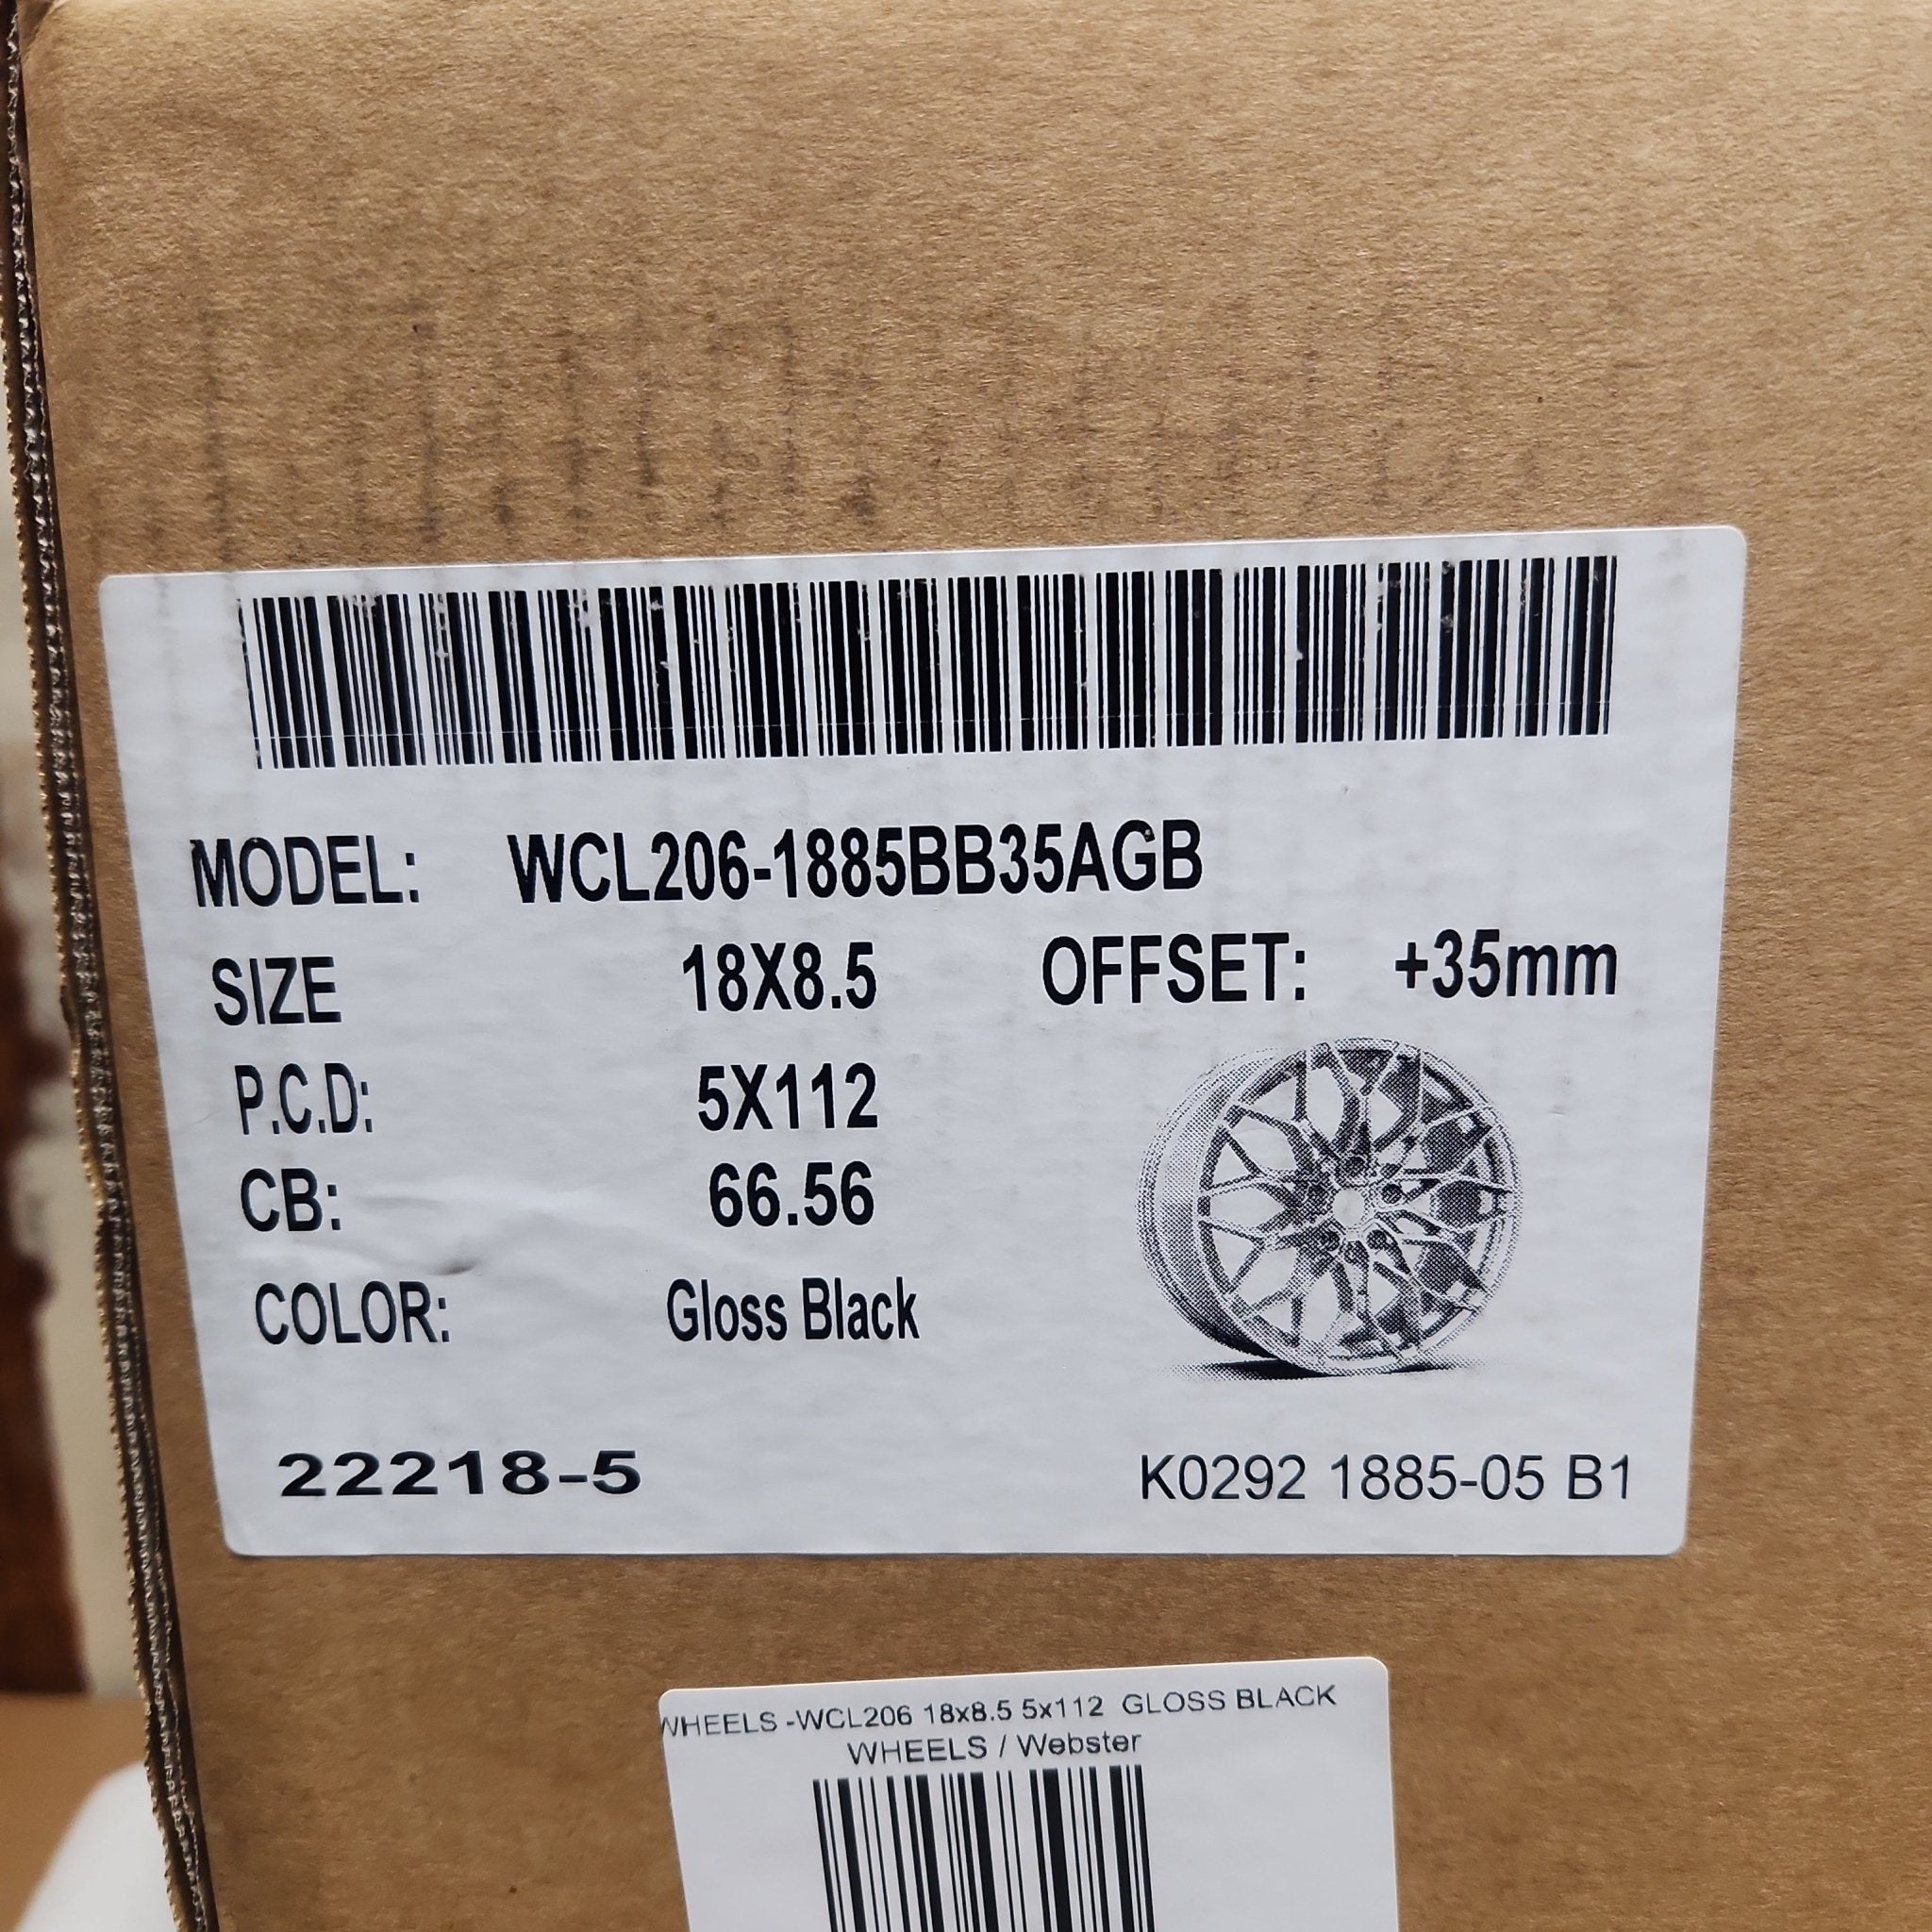 MODEL: WCL206-1885BB35AGB
SIZE 18X8.5 OFFSET: +35mm
P.C.D: 5X112
CB: 66.56
COLOR: Gloss Black
22218-5 K0292 1885-05 B1
WHEELS -WCL206 18x8.5 5x112 GLOSS BLACK
WHEELS / Webster